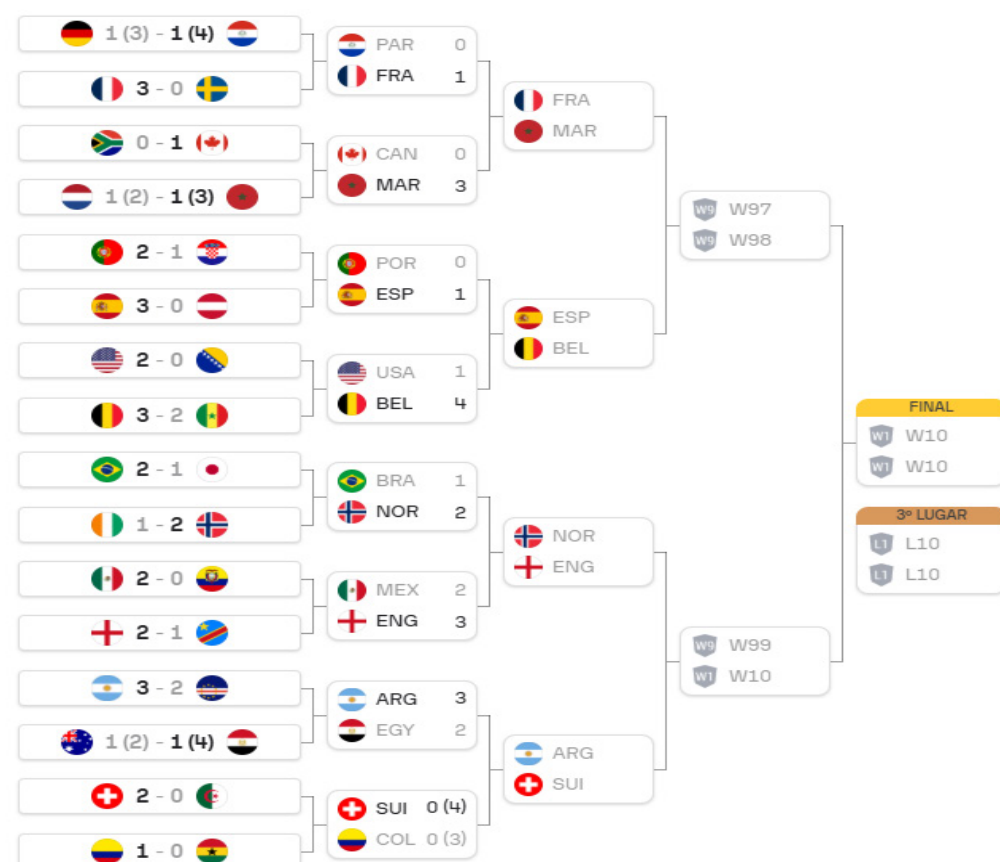 1 (3) - 1 (4)
3 - 0
0 - 1
1 (2) - 1 (3)
2 - 1
3 - 0
2 - 0
3 - 2
2 - 1
1 - 2
2 - 0
2 - 1
3 - 2
1 (2) - 1 (4)
2 - 0
1 - 0
PAR 0
FRA 1
CAN 0
MAR 3
POR 0
ESP 1
USA 1
BEL 4
BRA 1
NOR 2
MEX 2
ENG 3
ARG 3
EGY 2
SUI 0 (4)
COL 0 (3)
FRA
MAR
ESP
BEL
NOR
ENG
ARG
SUI
W9 W97
W9 W98
W9 W99
W1 W10
FINAL
W1 W10
W1 W10
3º LUGAR
L1 L10
L1 L10